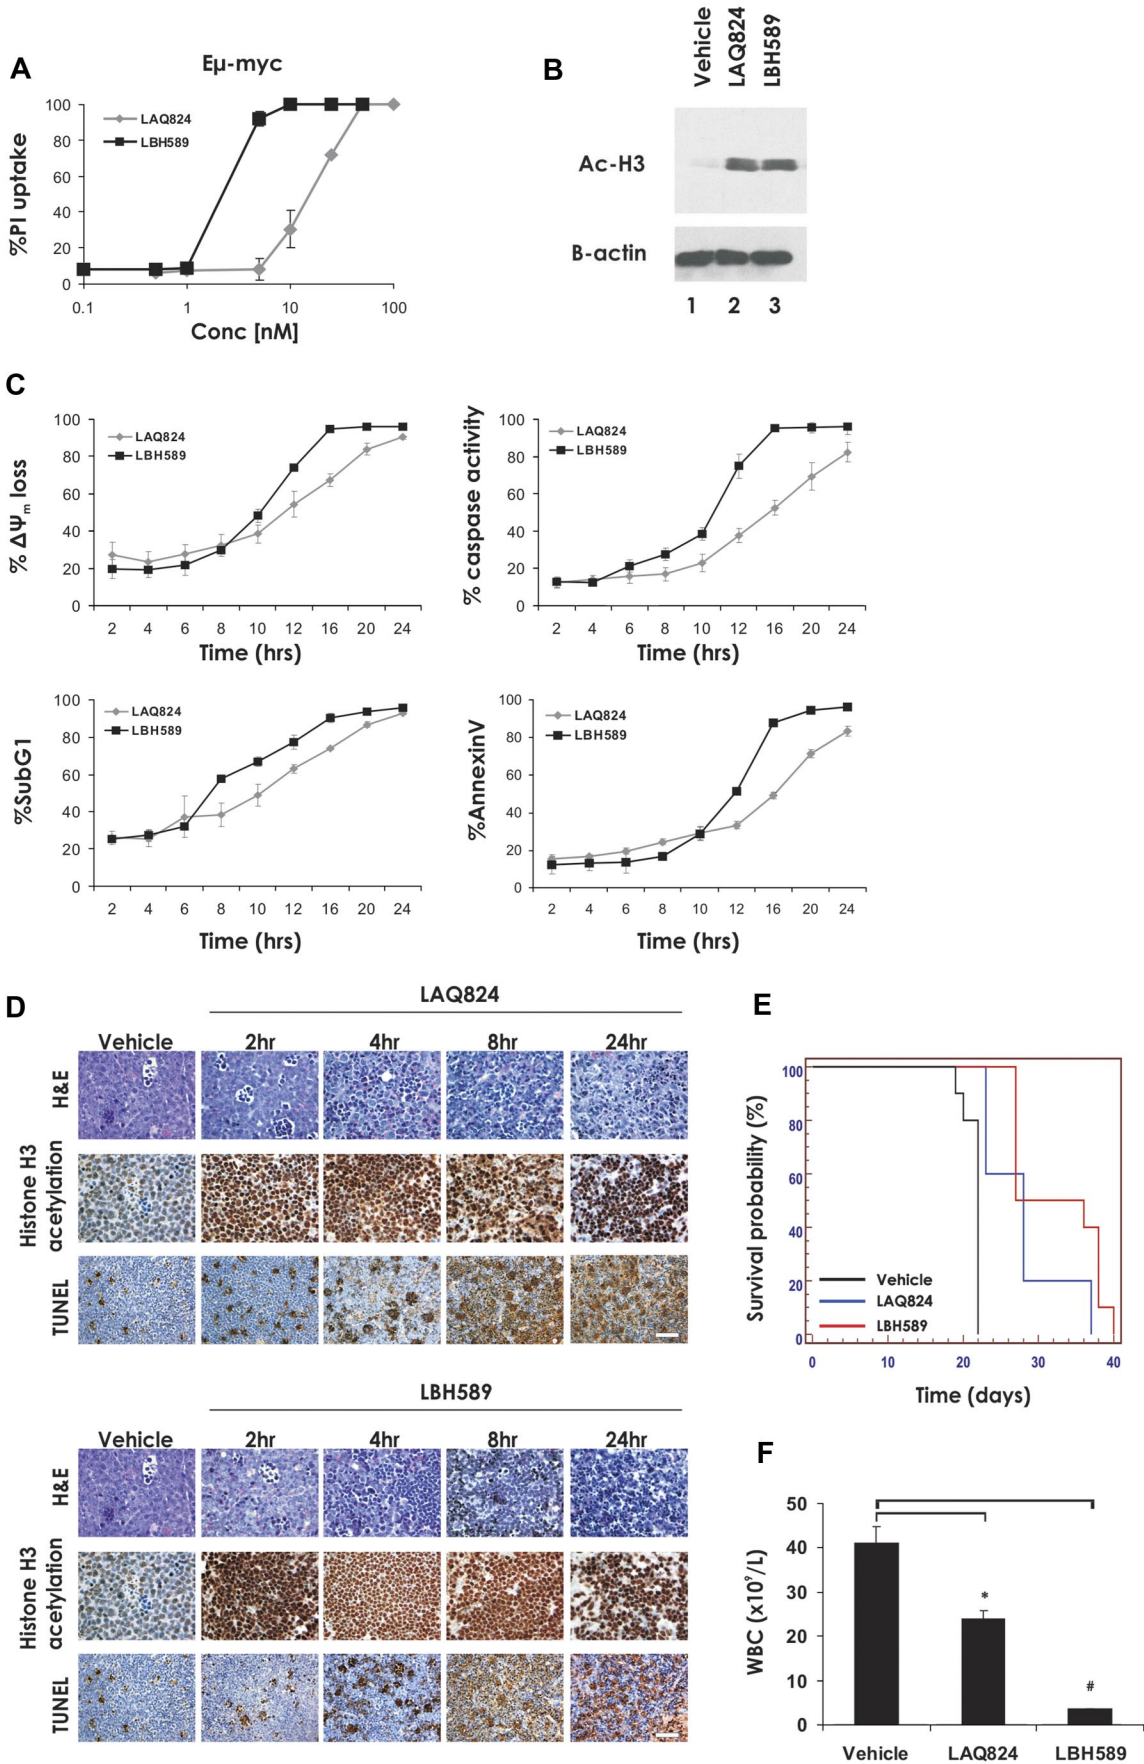 A
Eµ-myc
LAQ824
LBH589
%PI uptake
100
80
60
40
20
0
0.1 1 10 100
Conc [nM]
B
Vehicle
LAQ824
LBH589
Ac-H3
B-actin
1 2 3
C
LAQ824
LBH589
% ΔΨm loss
100
80
60
40
20
0
2 4 6 8 10 12 16 20 24
Time (hrs)
LAQ824
LBH589
% caspase activity
100
80
60
40
20
0
2 4 6 8 10 12 16 20 24
Time (hrs)
LAQ824
LBH589
%SubG1
100
80
60
40
20
0
2 4 6 8 10 12 16 20 24
Time (hrs)
LAQ824
LBH589
%AnnexinV
100
80
60
40
20
0
2 4 6 8 10 12 16 20 24
Time (hrs)
D
LAQ824
Vehicle 2hr 4hr 8hr 24hr
H&E
Histone H3
acetylation
TUNEL
LBH589
Vehicle 2hr 4hr 8hr 24hr
H&E
Histone H3
acetylation
TUNEL
E
Survival probability (%)
100
80
60
40
20
0
Vehicle
LAQ824
LBH589
0 10 20 30 40
Time (days)
F
WBC (x10⁹/L)
50
40
30
20
10
0
*
#
Vehicle LAQ824 LBH589